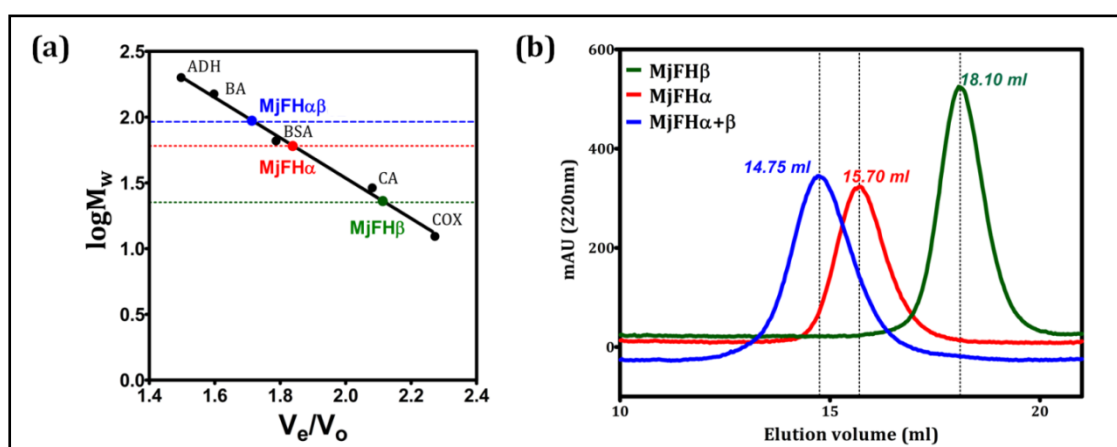 (a)
2.5
2.0
1.5
1.0
0.5
0.0
logMw
ADH
BA
MjFHαβ
BSA
MjFHα
CA
MjFHβ
COX
1.4 1.6 1.8 2.0 2.2 2.4
Ve/Vo
(b)
600
400
200
0
mAU (220nm)
MjFHβ
MjFHα
MjFHα+β
18.10 ml
14.75 ml
15.70 ml
10 15 20
Elution volume (ml)